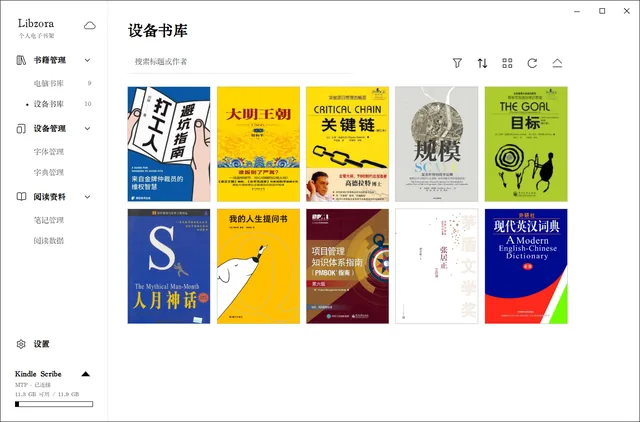 Libzora
个人电子书架
书籍管理
电脑书库 9
设备书库 10
设备管理
字体管理
字典管理
阅读资料
笔记管理
阅读数据
设置
Kindle Scribe
MTP - 已连接
11.3 GB 可用 / 11.9 GB
设备书库
搜索标题或作者
打工人
避坑指南
来自金牌仲裁员的
维权智慧
大明王朝
CRITICAL CHAIN
关键链
高德拉特博士
规模
SCALE
THE GOAL
目标
S
The Mythical Man-Month
人月神话
我的人生提问书
项目管理
知识体系指南
(PMBOK指南)
第六版
茅盾文学奖
张居正
外研社
现代英汉词典
A Modern
English-Chinese
Dictionary